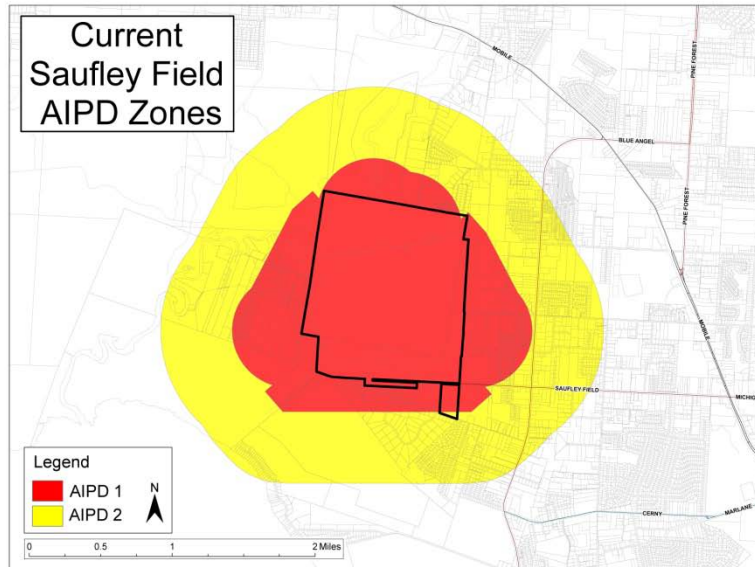 Current
Saufley Field
AIPD Zones
MOBILE
PINE FOREST
BLUE ANGEL
PINE FOREST
MOBILE
SAUFLEY FIELD
MICHIG
Legend
AIPD 1
AIPD 2
N
CERNY
MARLANE
0 0.5 1 2 Miles